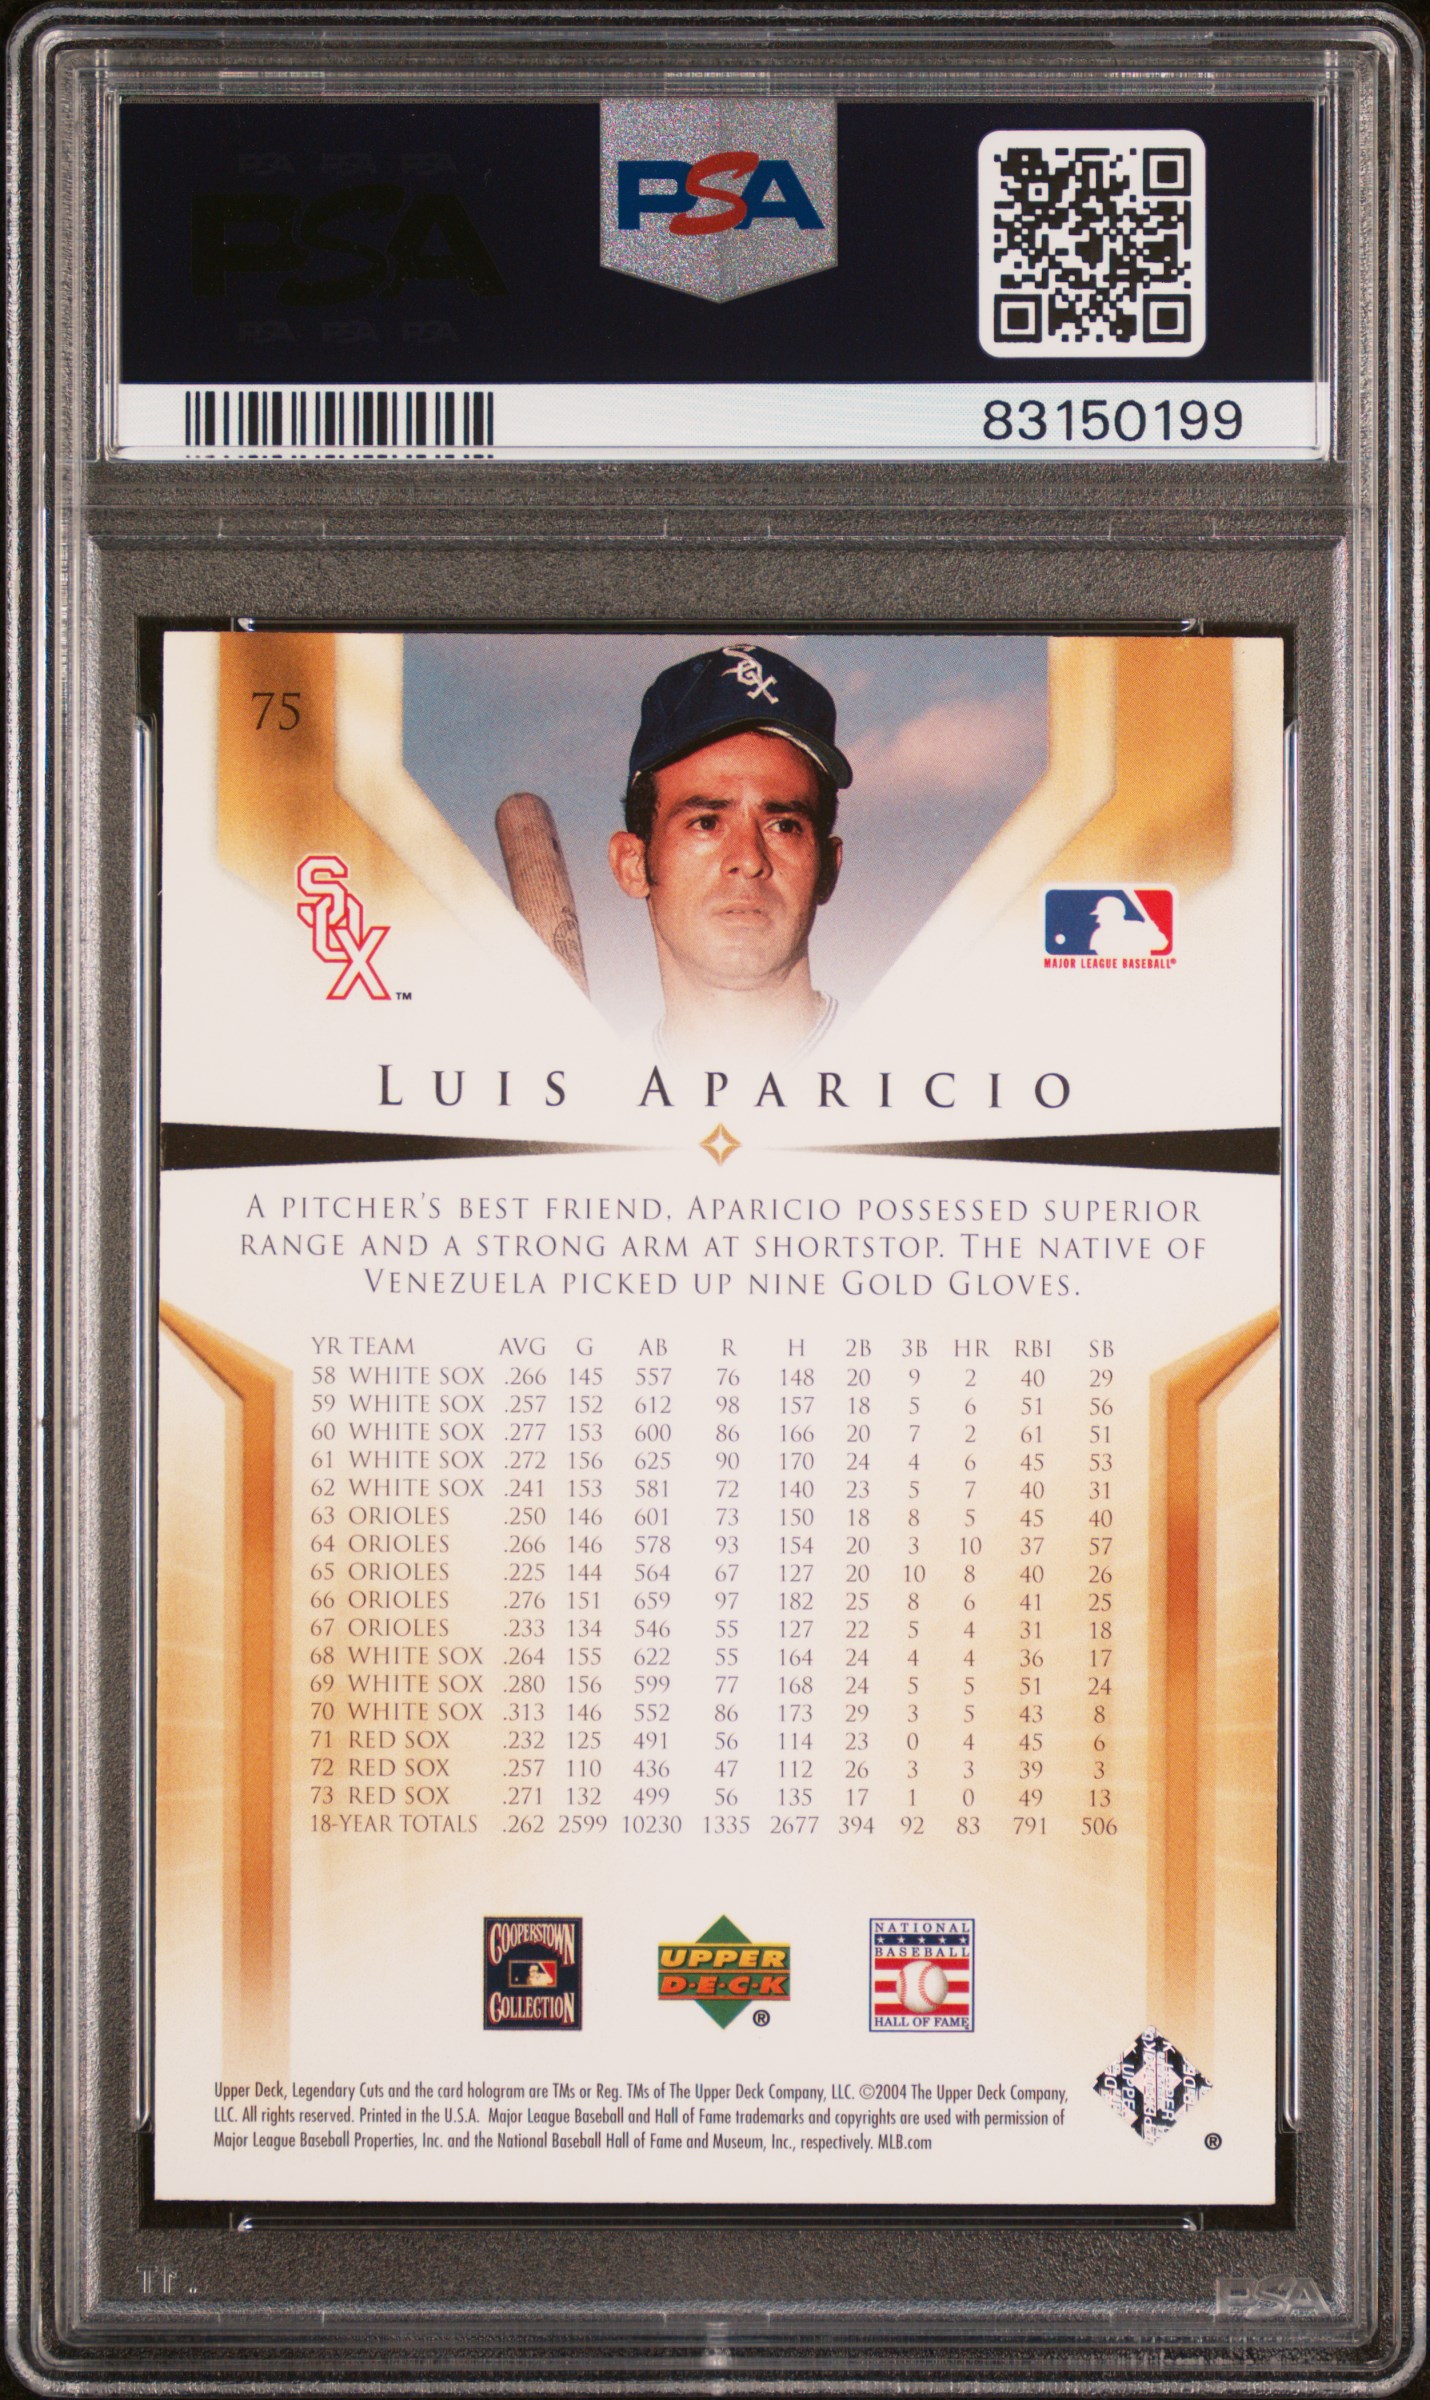 PSA PSA PSA
PSA
PSA PSA PSA
PSA
83150199
75
SOX
SOX
TM
MAJOR LEAGUE BASEBALL®
LUIS APARICIO
A PITCHER'S BEST FRIEND, APARICIO POSSESSED SUPERIOR
RANGE AND A STRONG ARM AT SHORTSTOP. THE NATIVE OF
VENEZUELA PICKED UP NINE GOLD GLOVES.
YR TEAM AVG G AB R H 2B 3B HR RBI SB
58 WHITE SOX .266 145 557 76 148 20 9 2 40 29
59 WHITE SOX .257 152 612 98 157 18 5 6 51 56
60 WHITE SOX .277 153 600 86 166 20 7 2 61 51
61 WHITE SOX .272 156 625 90 170 24 4 6 45 53
62 WHITE SOX .241 153 581 72 140 23 5 7 40 31
63 ORIOLES .250 146 601 73 150 18 8 5 45 40
64 ORIOLES .266 146 578 93 154 20 3 10 37 57
65 ORIOLES .225 144 564 67 127 20 10 8 40 26
66 ORIOLES .276 151 659 97 182 25 8 6 41 25
67 ORIOLES .233 134 546 55 127 22 5 4 31 18
68 WHITE SOX .264 155 622 55 164 24 4 4 36 17
69 WHITE SOX .280 156 599 77 168 24 5 5 51 24
70 WHITE SOX .313 146 552 86 173 29 3 5 43 8
71 RED SOX .232 125 491 56 114 23 0 4 45 6
72 RED SOX .257 110 436 47 112 26 3 3 39 3
73 RED SOX .271 132 499 56 135 17 1 0 49 13
18-YEAR TOTALS .262 2599 10230 1335 2677 394 92 83 791 506
COOPERSTOWN
COLLECTION
UPPER
D•E•C•K
®
NATIONAL
BASEBALL
HALL OF FAME
Upper Deck, Legendary Cuts and the card hologram are TMs or Reg. TMs of The Upper Deck Company, LLC. ©2004 The Upper Deck Company,
LLC. All rights reserved. Printed in the U.S.A. Major League Baseball and Hall of Fame trademarks and copyrights are used with permission of
Major League Baseball Properties, Inc. and the National Baseball Hall of Fame and Museum, Inc., respectively. MLB.com
®
PSA